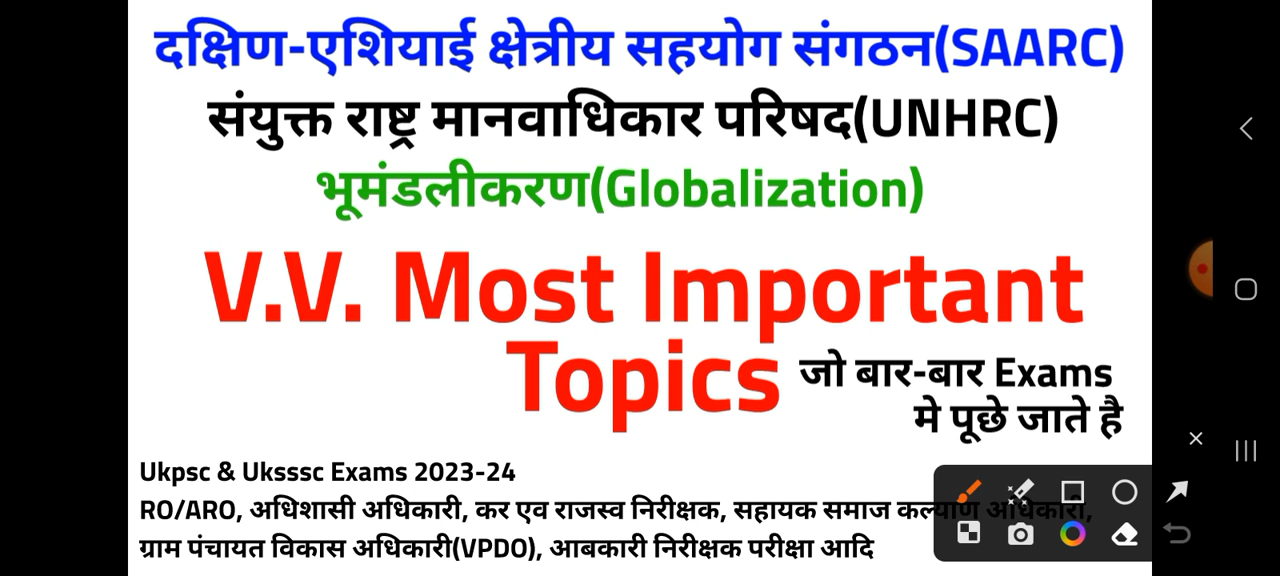 दक्षिण-एशियाई क्षेत्रीय सहयोग संगठन(SAARC)
संयुक्त राष्ट्र मानवाधिकार परिषद(UNHRC)
भूमंडलीकरण(Globalization)
V.V. Most Important
Topics जो बार-बार Exams
मे पूछे जाते है
Ukpsc & Uksssc Exams 2023-24
RO/ARO, अधिशासी अधिकारी, कर एव राजस्व निरीक्षक, सहायक समाज कल्याण अधिकारी,
ग्राम पंचायत विकास अधिकारी(VPDO), आबकारी निरीक्षक परीक्षा आदि